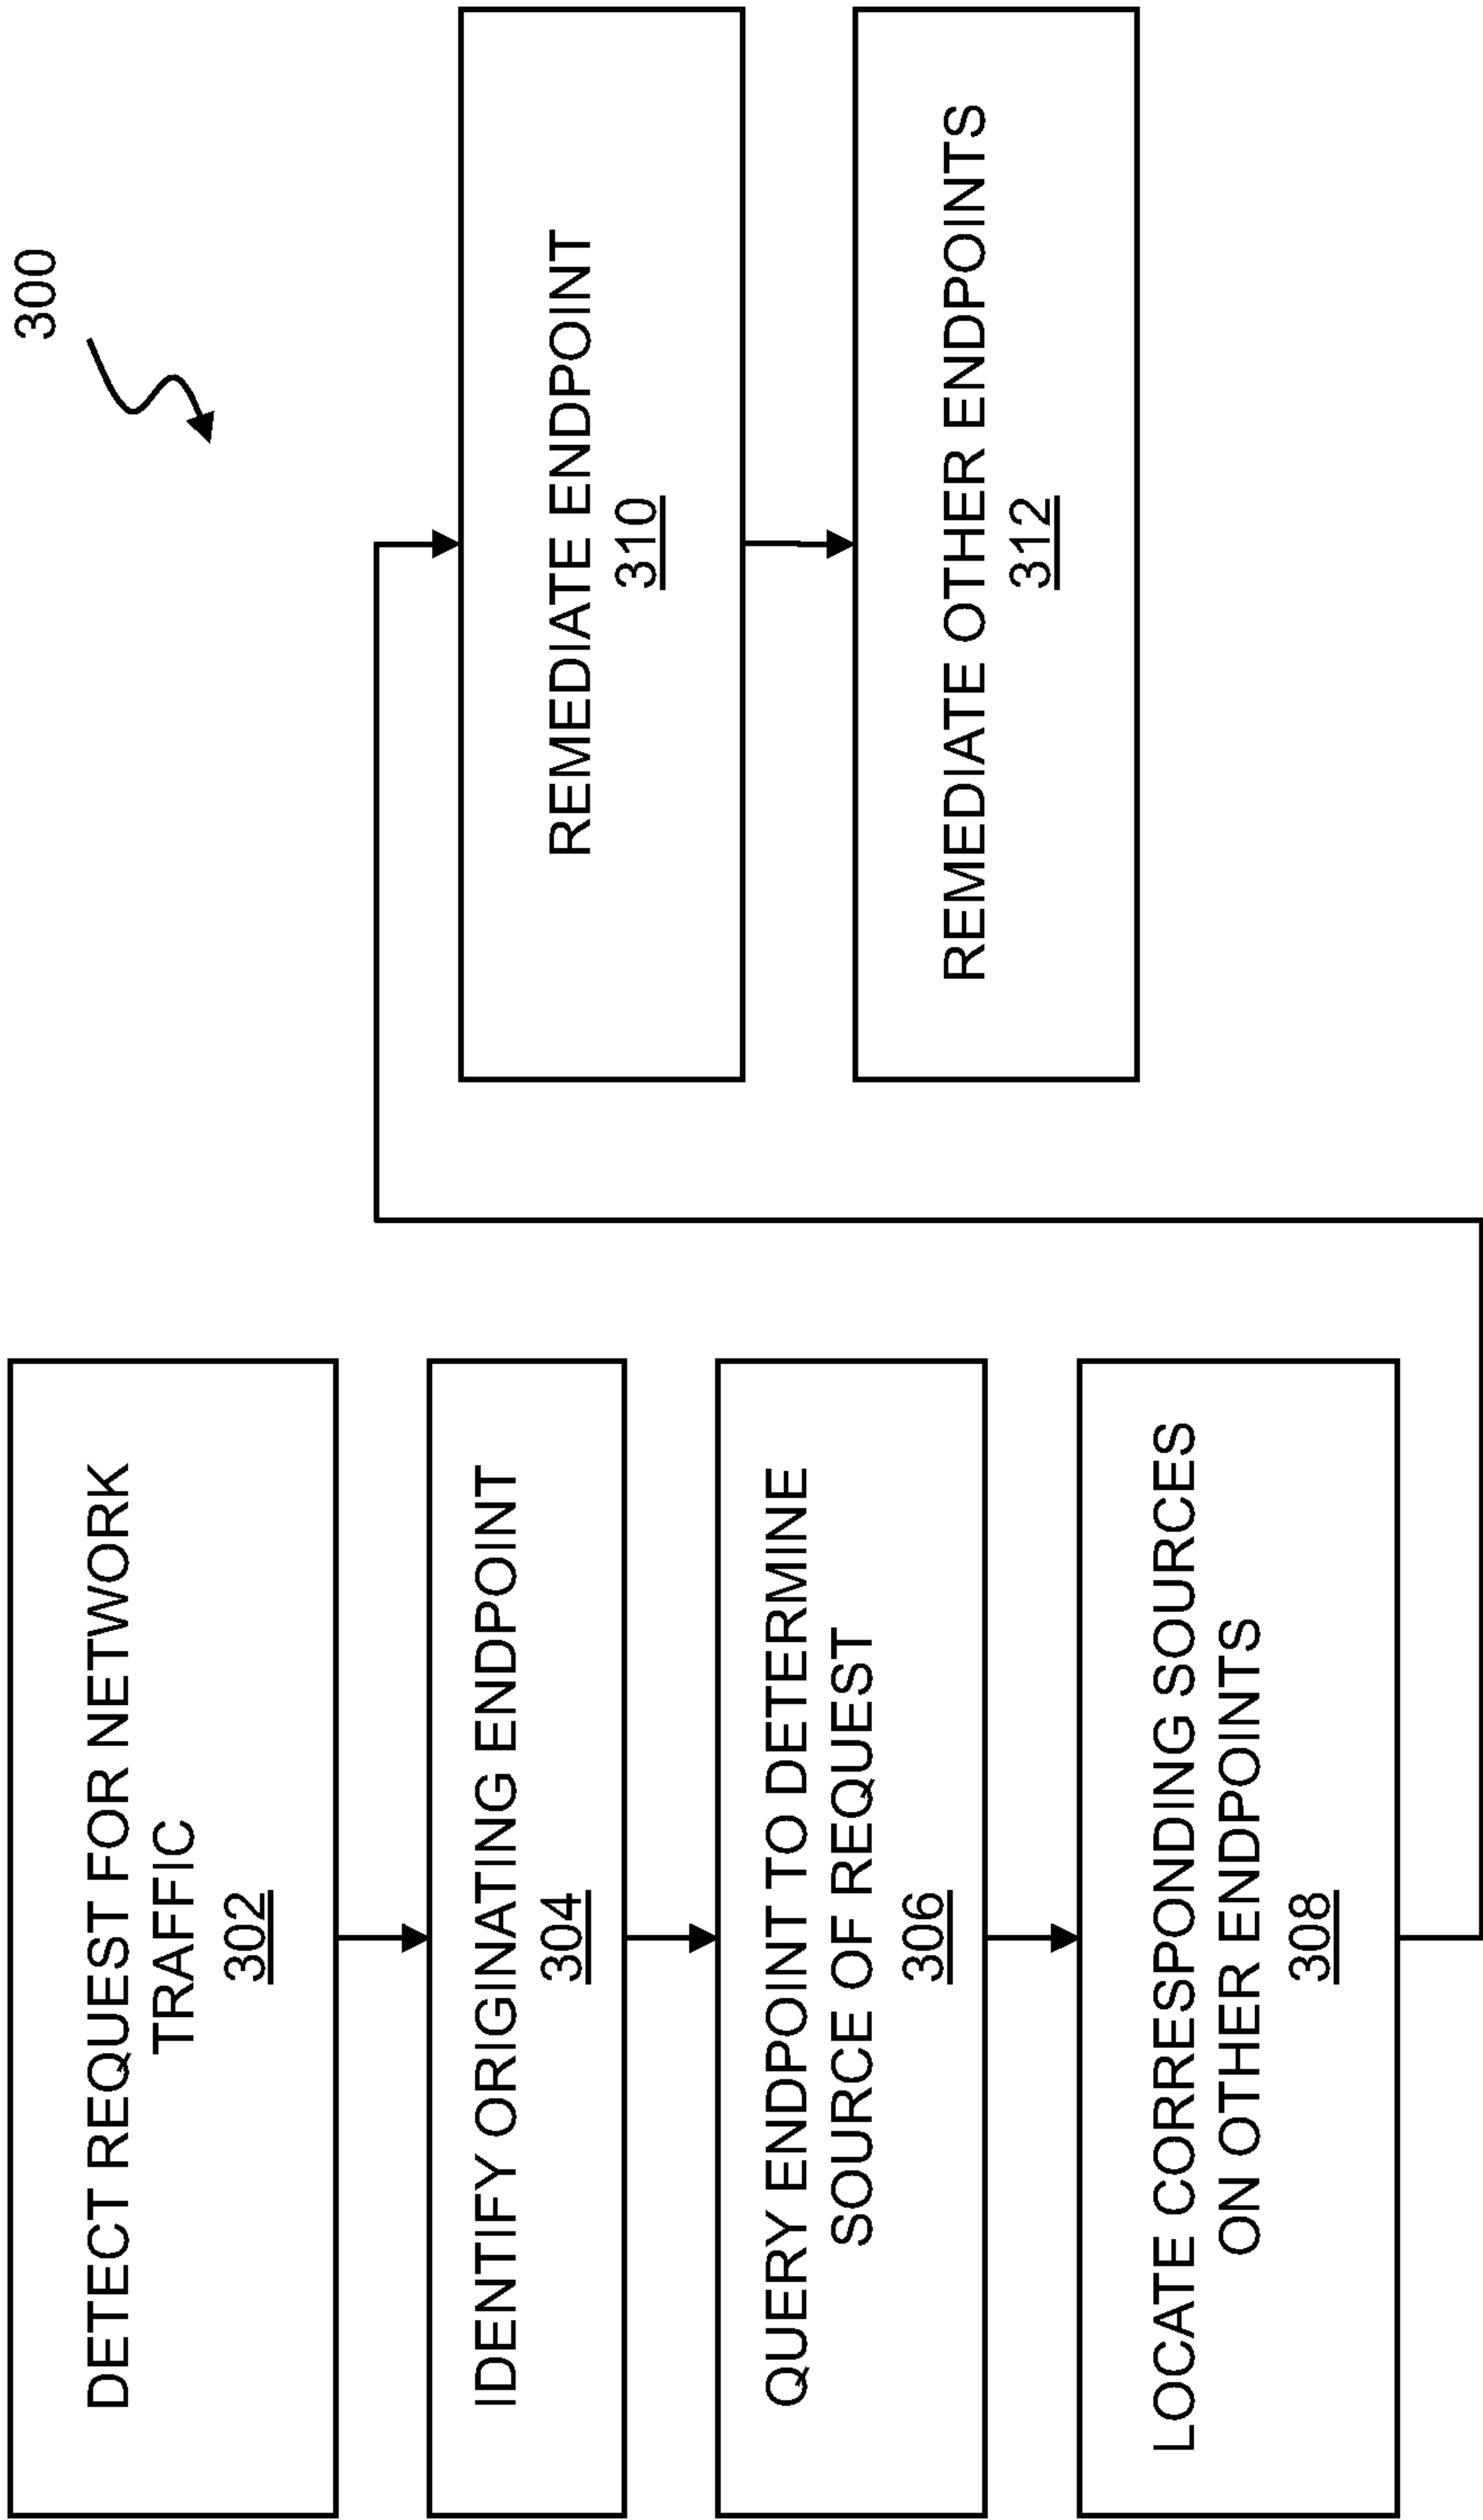 300
DETECT REQUEST FOR NETWORK
TRAFFIC
302
IDENTIFY ORIGINATING ENDPOINT
304
QUERY ENDPOINT TO DETERMINE
SOURCE OF REQUEST
306
LOCATE CORRESPONDING SOURCES
ON OTHER ENDPOINTS
308
REMEDIATE ENDPOINT
310
REMEDIATE OTHER ENDPOINTS
312